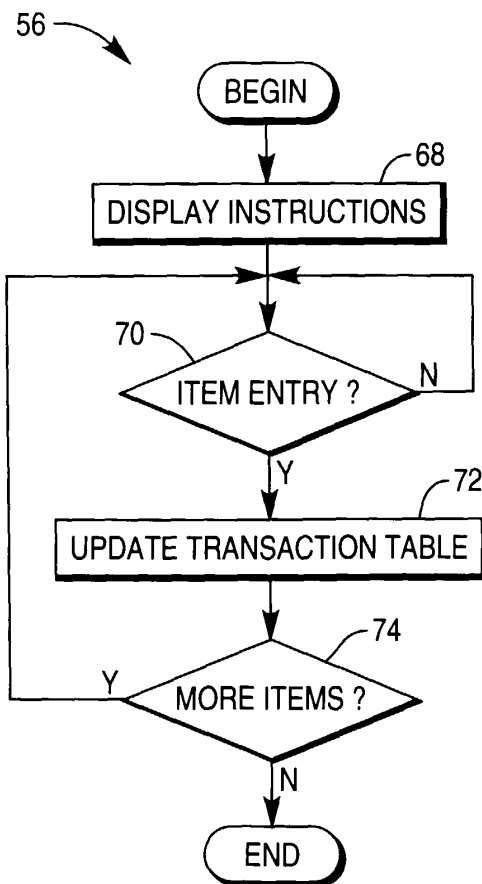 56
BEGIN
68
DISPLAY INSTRUCTIONS
70
ITEM ENTRY ?
N
Y
72
UPDATE TRANSACTION TABLE
74
Y
MORE ITEMS ?
N
END